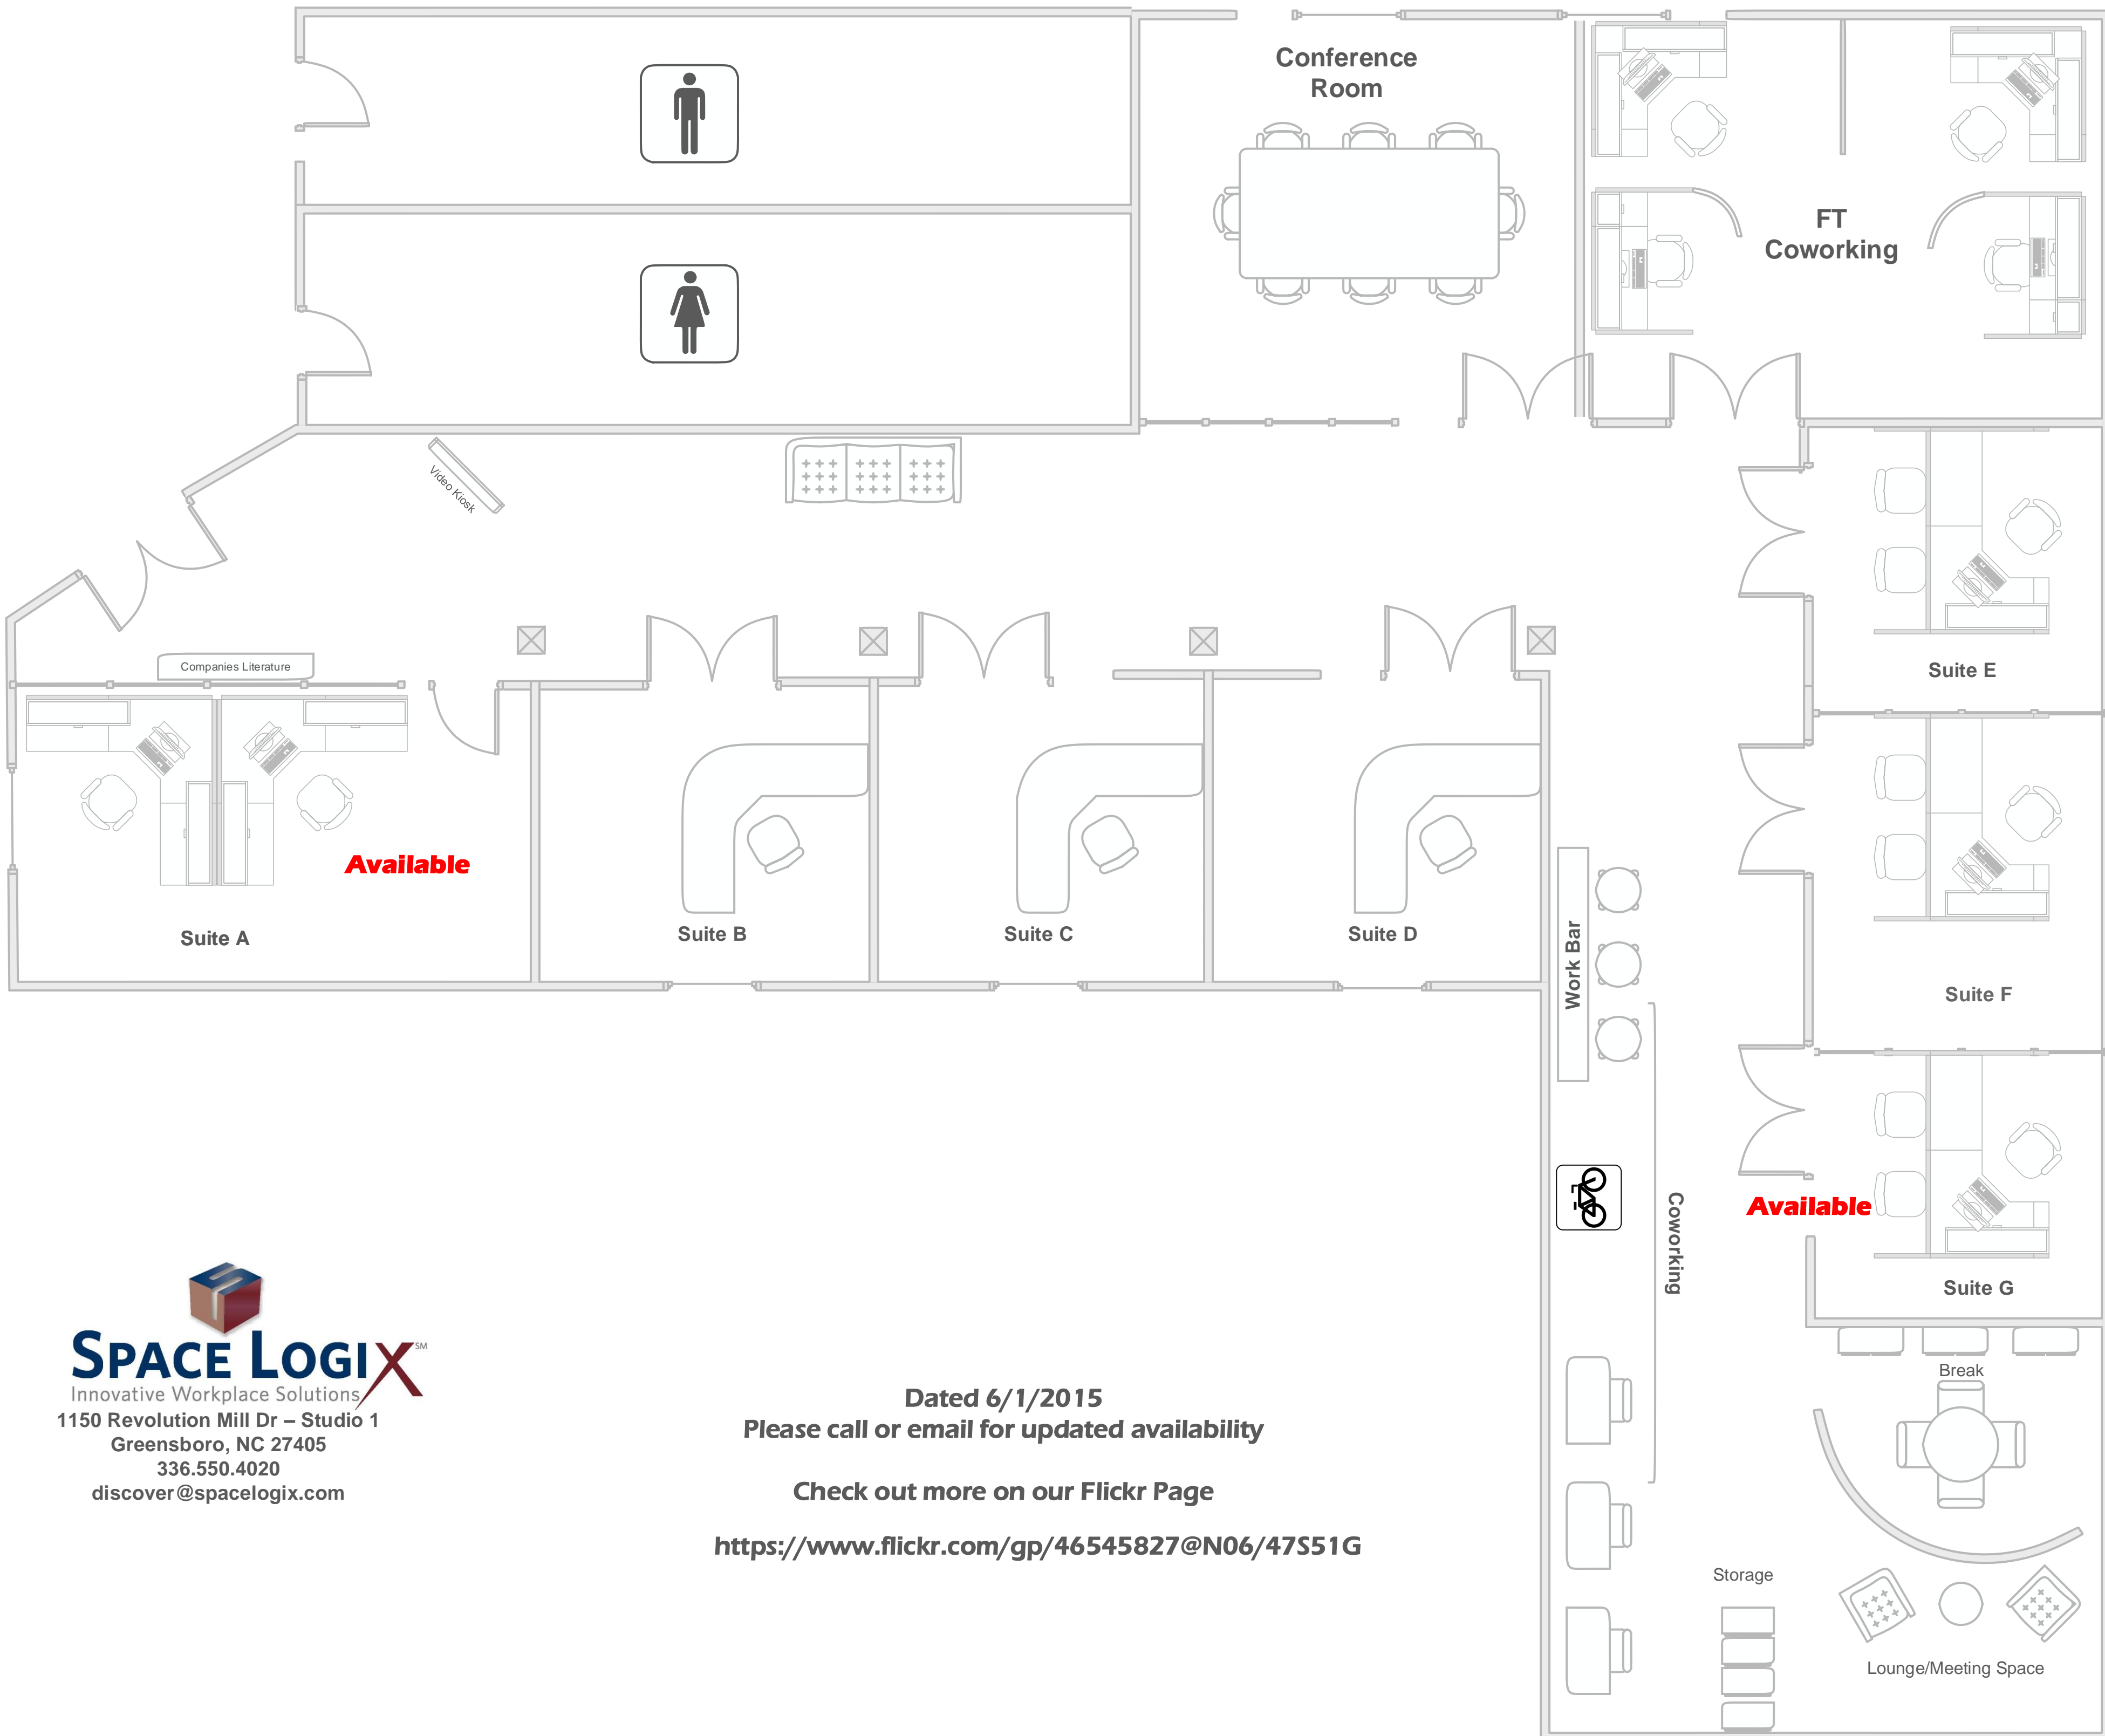 Conference
Room
FT
Coworking
Video Kiosk
Companies Literature
Suite E
Available
Suite A
Suite B
Suite C
Suite D
Work Bar
Suite F
Coworking
Available
Suite G
Break
SPACE LOGIX SM
Innovative Workplace Solutions
1150 Revolution Mill Dr – Studio 1
Greensboro, NC 27405
336.550.4020
discover@spacelogix.com
Dated 6/1/2015
Please call or email for updated availability
Check out more on our Flickr Page
https://www.flickr.com/gp/46545827@N06/47S51G
Storage
Lounge/Meeting Space